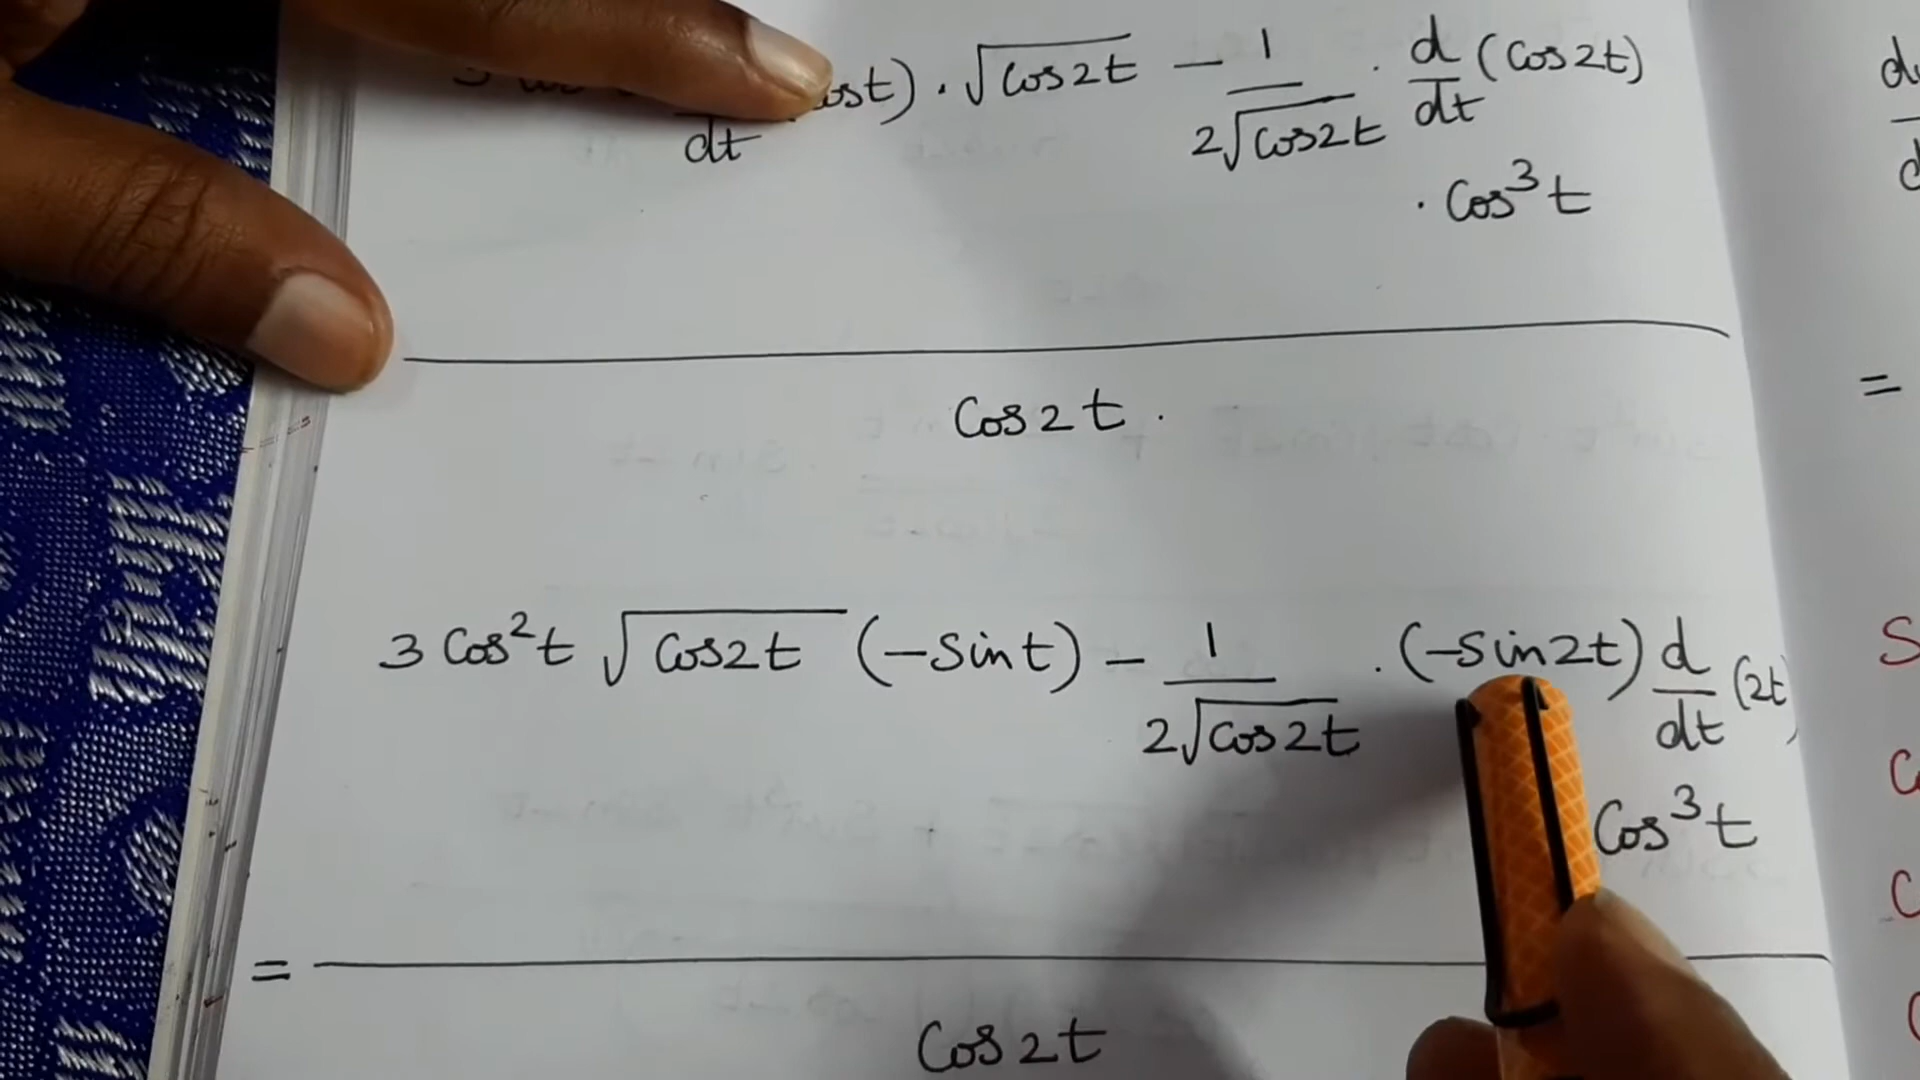 dt ost) . √cos2t - 1/2√cos2t . d/dt (cos2t)
. Cos³t
Cos2t .
3 Cos²t √cos2t (-Sint) - 1/2√cos2t . (-sin2t) d/dt (2t)
Cos³t
=
Cos2t
=